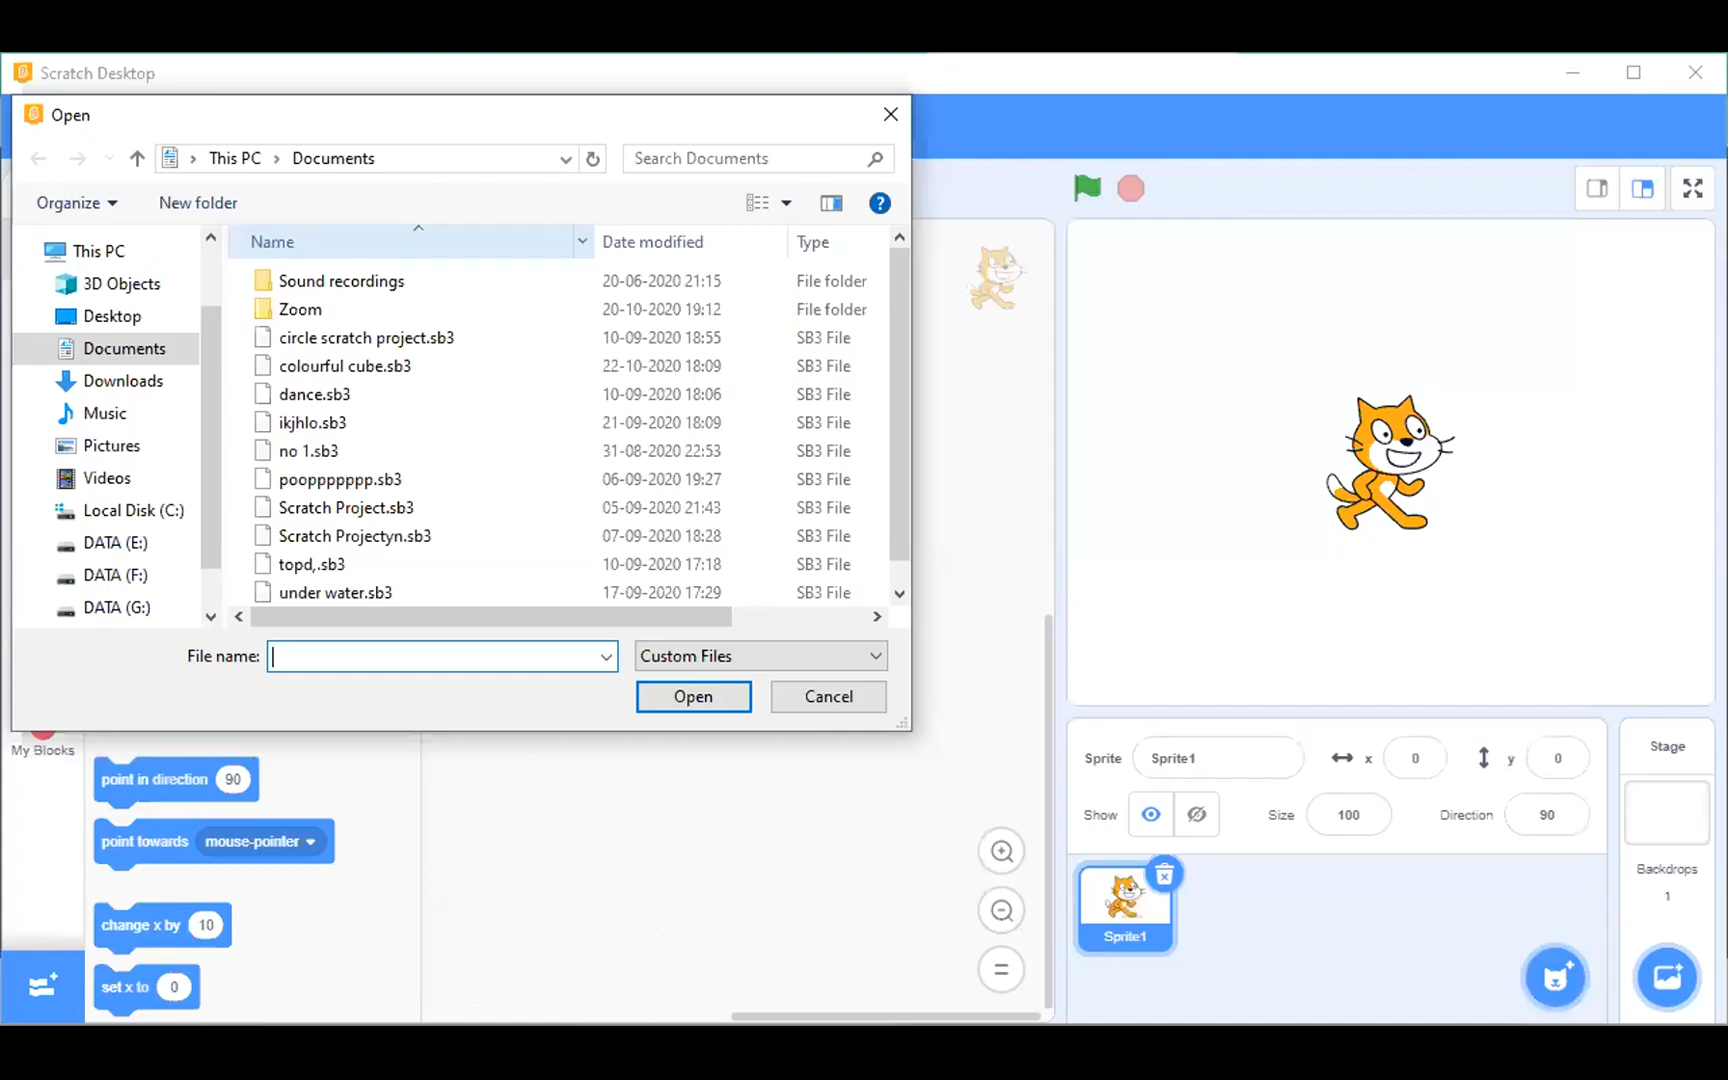 Scratch Desktop
Open
This PC > Documents
Search Documents
Organize
New folder
?
Name
Date modified
Type
This PC
3D Objects
Desktop
Documents
Downloads
Music
Pictures
Videos
Local Disk (C:)
DATA (E:)
DATA (F:)
DATA (G:)
Sound recordings 20-06-2020 21:15 File folder
Zoom 20-10-2020 19:12 File folder
circle scratch project.sb3 10-09-2020 18:55 SB3 File
colourful cube.sb3 22-10-2020 18:09 SB3 File
dance.sb3 10-09-2020 18:06 SB3 File
ikjhlo.sb3 21-09-2020 18:09 SB3 File
no 1.sb3 31-08-2020 22:53 SB3 File
pooppppppp.sb3 06-09-2020 19:27 SB3 File
Scratch Project.sb3 05-09-2020 21:43 SB3 File
Scratch Projectyn.sb3 07-09-2020 18:28 SB3 File
topd,.sb3 10-09-2020 17:18 SB3 File
under water.sb3 17-09-2020 17:29 SB3 File
File name:
Custom Files
Open
Cancel
My Blocks
point in direction 90
point towards mouse-pointer
change x by 10
set x to 0
Sprite Sprite1 x 0 y 0
Show Size 100 Direction 90
Sprite1
Stage
Backdrops
1